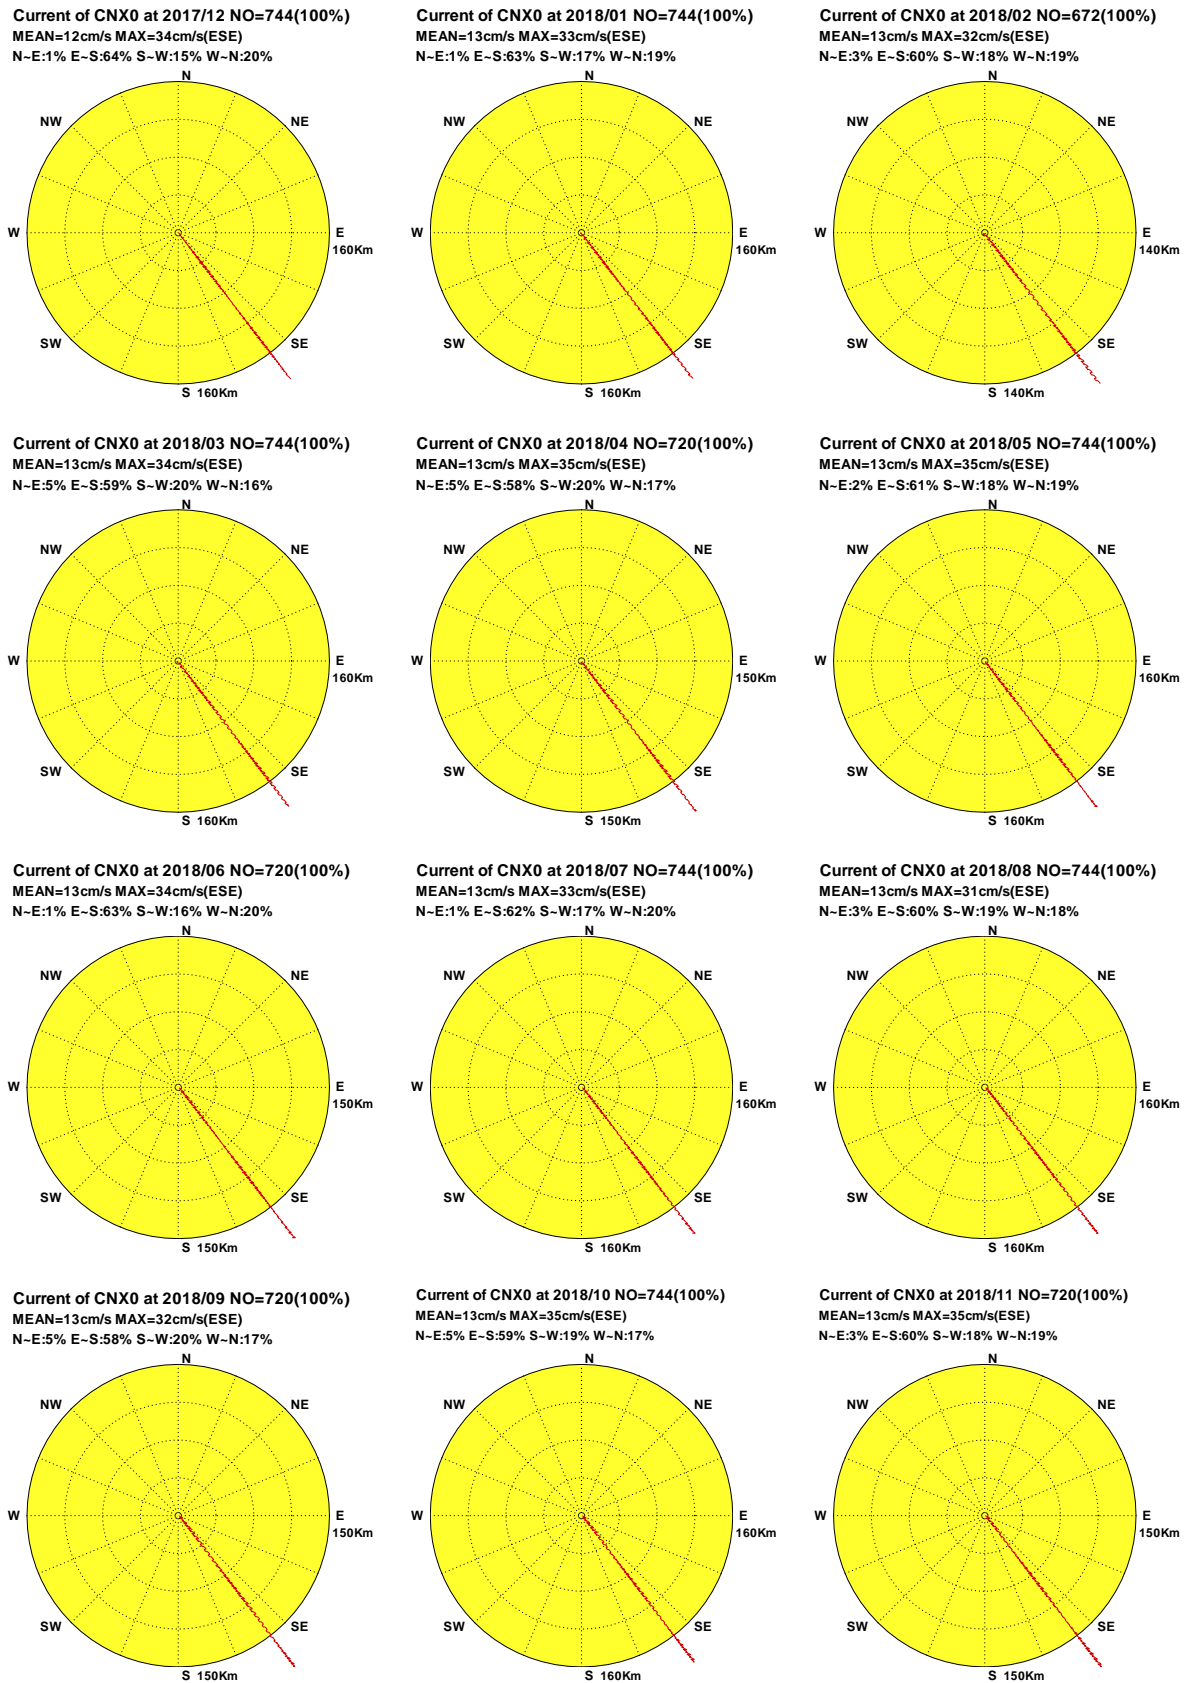 Current of CNX0 at 2017/12 NO=744(100%)
MEAN=12cm/s MAX=34cm/s(ESE)
N~E:1% E~S:64% S~W:15% W~N:20%
N
NW
NE
W
E
160Km
SW
SE
S 160Km
Current of CNX0 at 2018/01 NO=744(100%)
MEAN=13cm/s MAX=33cm/s(ESE)
N~E:1% E~S:63% S~W:17% W~N:19%
N
NW
NE
W
E
160Km
SW
SE
S 160Km
Current of CNX0 at 2018/02 NO=672(100%)
MEAN=13cm/s MAX=32cm/s(ESE)
N~E:3% E~S:60% S~W:18% W~N:19%
N
NW
NE
W
E
140Km
SW
SE
S 140Km
Current of CNX0 at 2018/03 NO=744(100%)
MEAN=13cm/s MAX=34cm/s(ESE)
N~E:5% E~S:59% S~W:20% W~N:16%
N
NW
NE
W
E
160Km
SW
SE
S 160Km
Current of CNX0 at 2018/04 NO=720(100%)
MEAN=13cm/s MAX=35cm/s(ESE)
N~E:5% E~S:58% S~W:20% W~N:17%
N
NW
NE
W
E
150Km
SW
SE
S 150Km
Current of CNX0 at 2018/05 NO=744(100%)
MEAN=13cm/s MAX=35cm/s(ESE)
N~E:2% E~S:61% S~W:18% W~N:19%
N
NW
NE
W
E
160Km
SW
SE
S 160Km
Current of CNX0 at 2018/06 NO=720(100%)
MEAN=13cm/s MAX=34cm/s(ESE)
N~E:1% E~S:63% S~W:16% W~N:20%
N
NW
NE
W
E
150Km
SW
SE
S 150Km
Current of CNX0 at 2018/07 NO=744(100%)
MEAN=13cm/s MAX=33cm/s(ESE)
N~E:1% E~S:62% S~W:17% W~N:20%
N
NW
NE
W
E
160Km
SW
SE
S 160Km
Current of CNX0 at 2018/08 NO=744(100%)
MEAN=13cm/s MAX=31cm/s(ESE)
N~E:3% E~S:60% S~W:19% W~N:18%
N
NW
NE
W
E
160Km
SW
SE
S 160Km
Current of CNX0 at 2018/09 NO=720(100%)
MEAN=13cm/s MAX=32cm/s(ESE)
N~E:5% E~S:58% S~W:20% W~N:17%
N
NW
NE
W
E
150Km
SW
SE
S 150Km
Current of CNX0 at 2018/10 NO=744(100%)
MEAN=13cm/s MAX=35cm/s(ESE)
N~E:5% E~S:59% S~W:19% W~N:17%
N
NW
NE
W
E
160Km
SW
SE
S 160Km
Current of CNX0 at 2018/11 NO=720(100%)
MEAN=13cm/s MAX=35cm/s(ESE)
N~E:3% E~S:60% S~W:18% W~N:19%
N
NW
NE
W
E
150Km
SW
SE
S 150Km